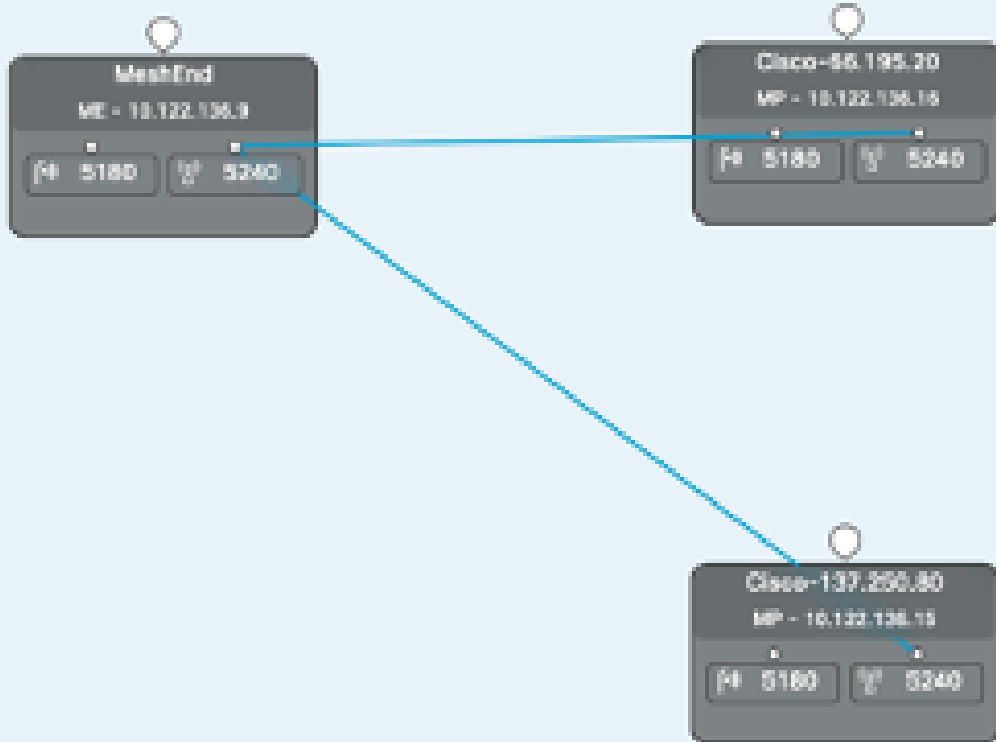 MeshEnd
ME - 10.122.136.9
5180 5240
Cisco-66.195.20
MP - 10.122.136.16
5180 5240
Cisco-137.250.80
MP - 10.122.136.15
5180 5240